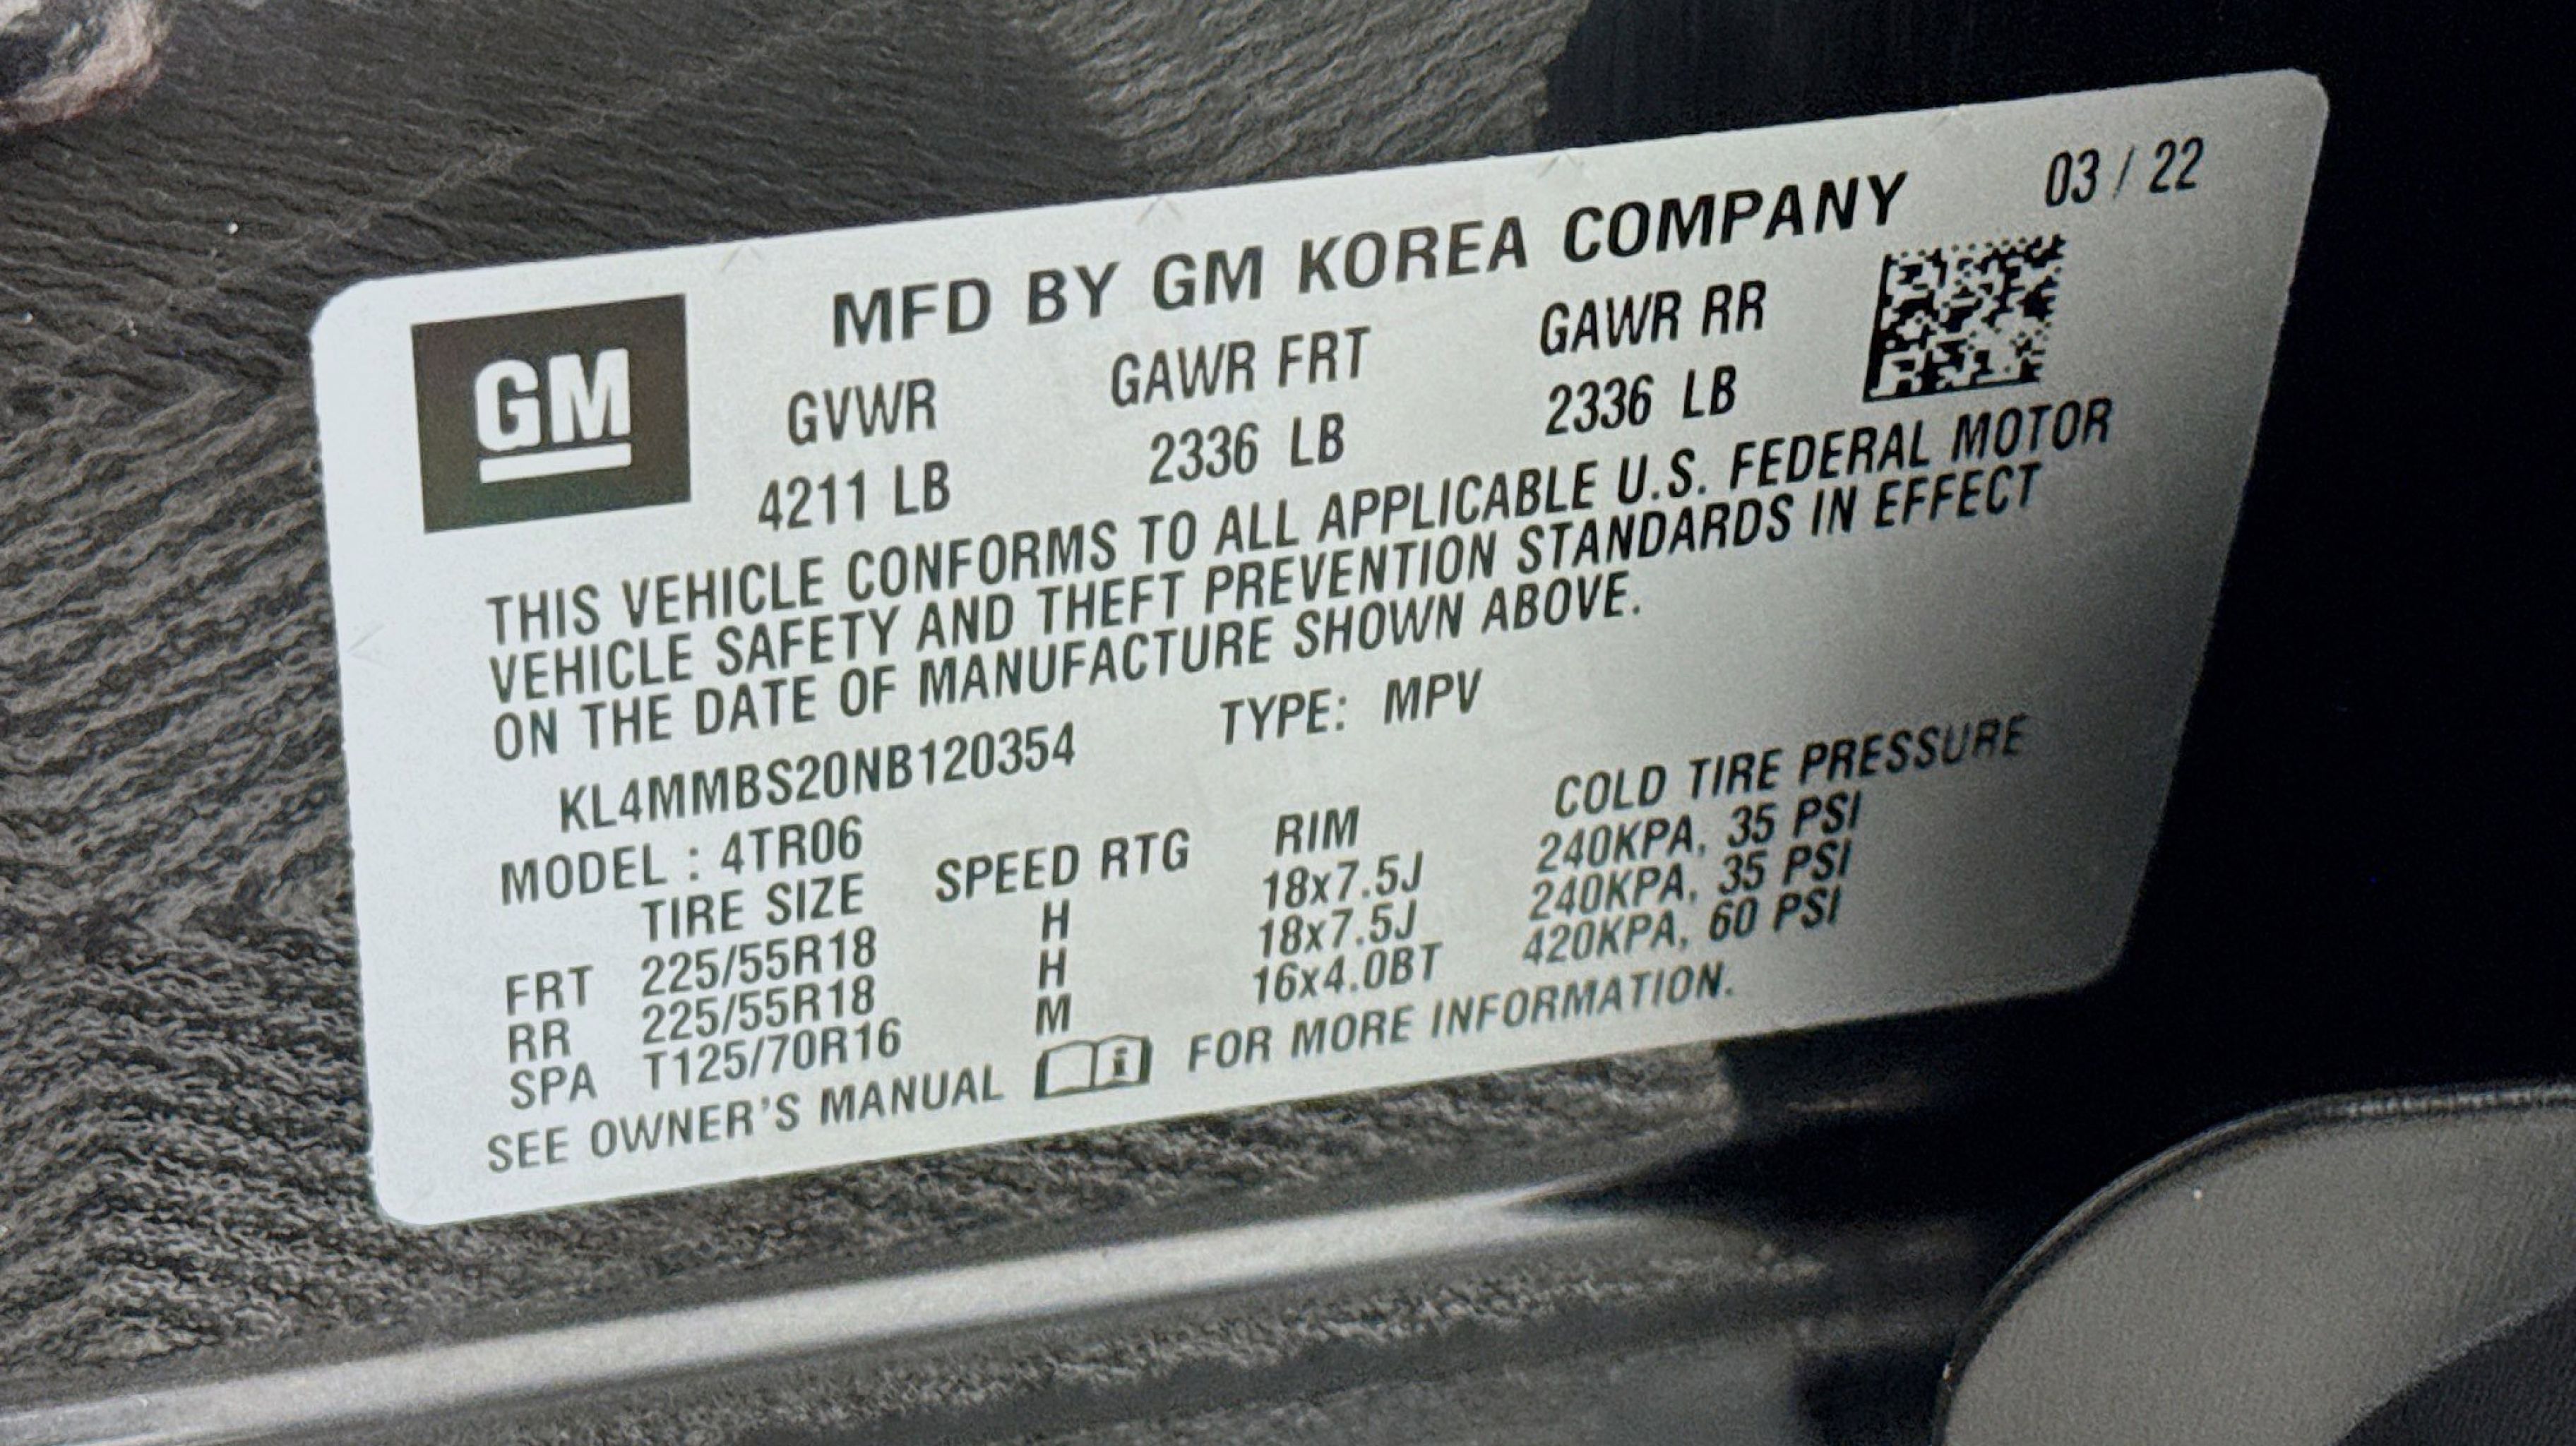 MFD BY GM KOREA COMPANY 03 / 22
GM
GVWR GAWR FRT GAWR RR
4211 LB 2336 LB 2336 LB
THIS VEHICLE CONFORMS TO ALL APPLICABLE U.S. FEDERAL MOTOR
VEHICLE SAFETY AND THEFT PREVENTION STANDARDS IN EFFECT
ON THE DATE OF MANUFACTURE SHOWN ABOVE.
KL4MMBS20NB120354 TYPE: MPV
MODEL : 4TR06
TIRE SIZE SPEED RTG RIM COLD TIRE PRESSURE
FRT 225/55R18 H 18x7.5J 240KPA, 35 PSI
RR 225/55R18 H 18x7.5J 240KPA, 35 PSI
SPA T125/70R16 M 16x4.0BT 420KPA, 60 PSI
SEE OWNER'S MANUAL i FOR MORE INFORMATION.